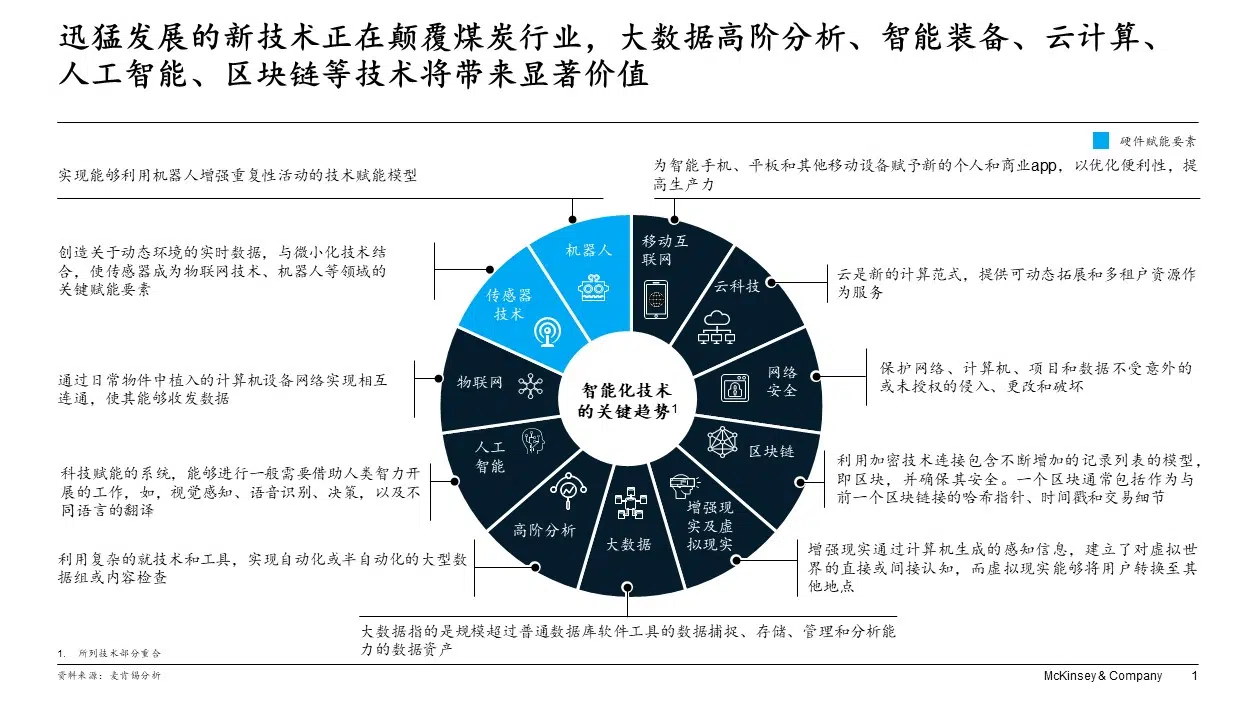 迅猛发展的新技术正在颠覆煤炭行业，大数据高阶分析、智能装备、云计算、
人工智能、区块链等技术将带来显著价值
硬件赋能要素
实现能够利用机器人增强重复性活动的技术赋能模型
为智能手机、平板和其他移动设备赋予新的个人和商业app，以优化便利性，提
高生产力
创造关于动态环境的实时数据，与微小化技术结
合，使传感器成为物联网技术、机器人等领域的
关键赋能要素
云是新的计算范式，提供可动态拓展和多租户资源作
为服务
通过日常物件中植入的计算机设备网络实现相互
连通，使其能够收发数据
保护网络、计算机、项目和数据不受意外的
或未授权的侵入、更改和破坏
科技赋能的系统，能够进行一般需要借助人类智力开
展的工作，如，视觉感知、语音识别、决策，以及不
同语言的翻译
利用加密技术连接包含不断增加的记录列表的模型，
即区块，并确保其安全。一个区块通常包括作为与
前一个区块链接的哈希指针、时间戳和交易细节
利用复杂的就技术和工具，实现自动化或半自动化的大型数
据组或内容检查
增强现实通过计算机生成的感知信息，建立了对虚拟世
界的直接或间接认知，而虚拟现实能够将用户转换至其
他地点
大数据指的是规模超过普通数据库软件工具的数据捕捉、存储、管理和分析能
力的数据资产
机器人
移动互
联网
传感器
技术
云科技
物联网
网络
安全
智能化技术
的关键趋势1
人工
智能
区块链
高阶分析
大数据
增强现
实及虚
拟现实
1. 所列技术部分重合
资料来源：麦肯锡分析
McKinsey & Company 1